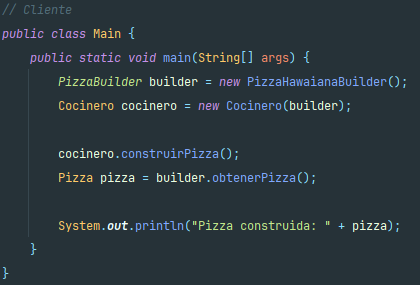 // Cliente
public class Main {
public static void main(String[] args) {
PizzaBuilder builder = new PizzaHawaianaBuilder();
Cocinero cocinero = new Cocinero(builder);
cocinero.construirPizza();
Pizza pizza = builder.obtenerPizza();
System.out.println("Pizza construida: " + pizza);
}
}